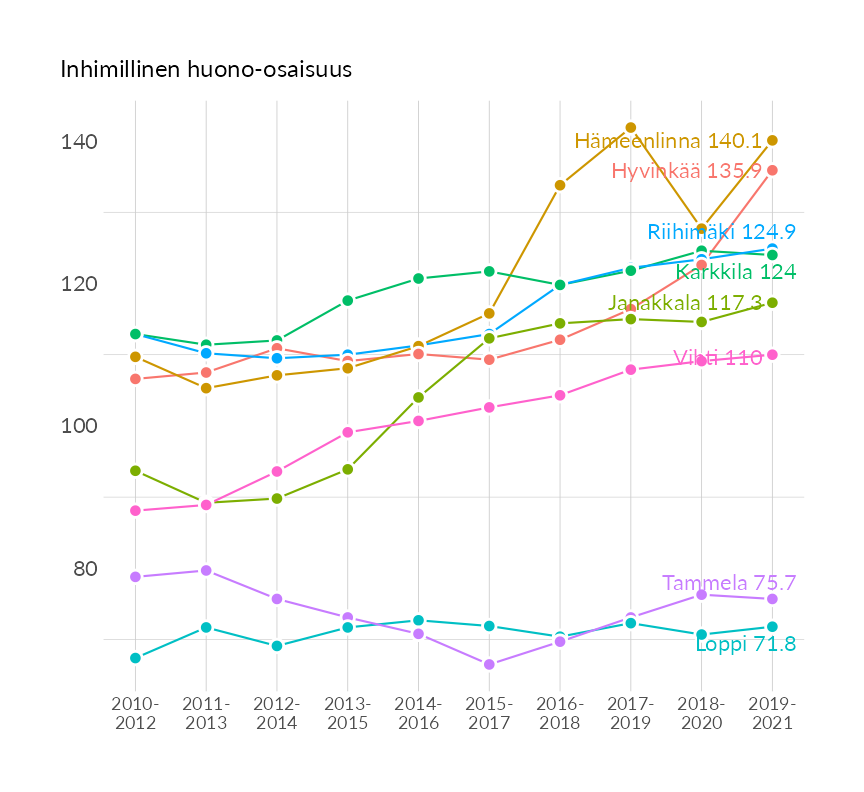 Inhimillinen huono-osaisuus
140
120
100
80
Hämeenlinna 140.1
Hyvinkää 135.9
Riihimäki 124.9
Karkkila 124
Janakkala 117.3
Vihti 110
Tammela 75.7
Loppi 71.8
2010- 2011- 2012- 2013- 2014- 2015- 2016- 2017- 2018- 2019-
2012 2013 2014 2015 2016 2017 2018 2019 2020 2021